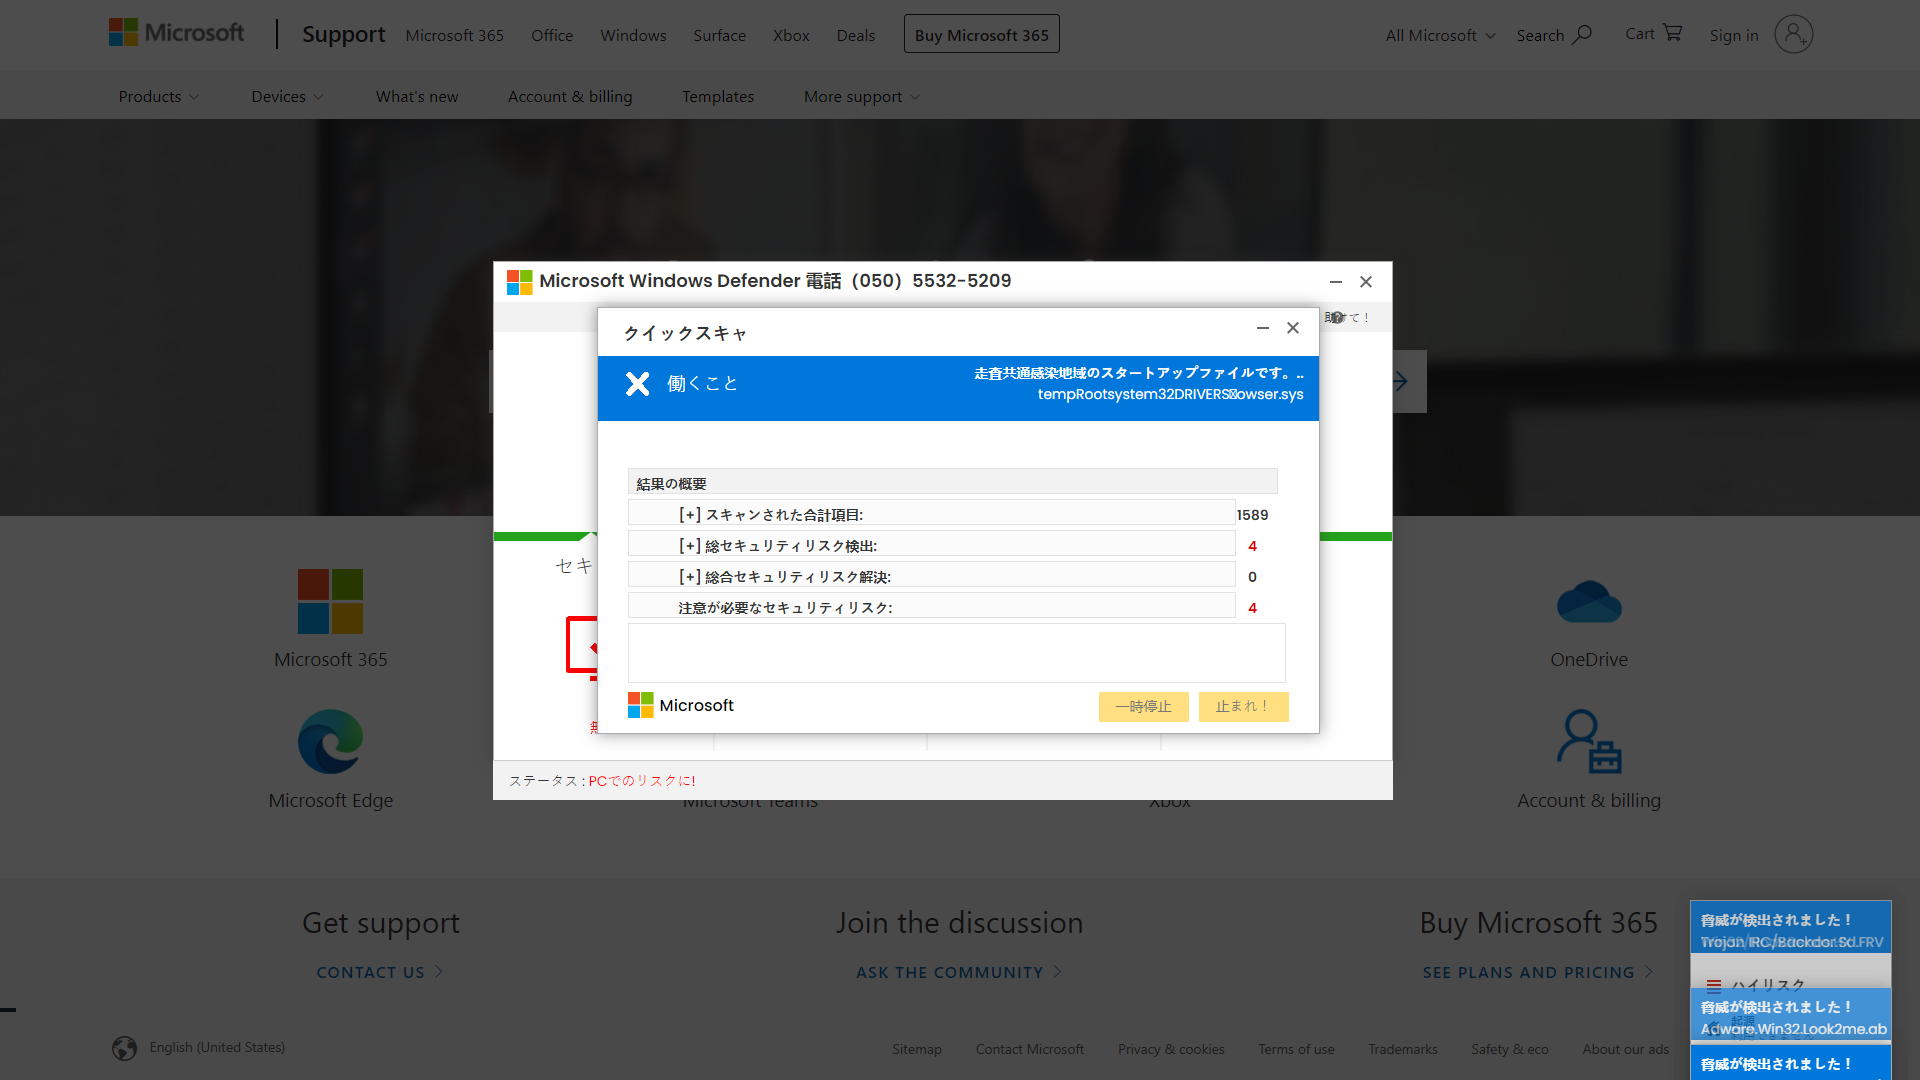 Microsoft
Support
Microsoft 365
Office
Windows
Surface
Xbox
Deals
Buy Microsoft 365
All Microsoft
Search
Cart
Sign in
Products
Devices
What's new
Account & billing
Templates
More support
Microsoft Windows Defender 電話（050）5532-5209
クイックスキャ
働くこと
走査共通感染地域のスタートアップファイルです。..
結果の概要
[+] スキャンされた合計項目:
1589
[+] 総セキュリティリスク検出:
4
[+] 総合セキュリティリスク解決:
0
注意が必要なセキュリティリスク:
4
Microsoft
一時停止
止まれ！
セキ
ステータス : PCでのリスクに!
Microsoft 365
OneDrive
Microsoft Edge
Microsoft Teams
Xbox
Account & billing
Get support
Join the discussion
Buy Microsoft 365
CONTACT US
ASK THE COMMUNITY
SEE PLANS AND PRICING
脅威が検出されました！
ハイリスク
脅威が検出されました！
Adware.Win32.Look2me.ab
脅威が検出されました！
English (United States)
Sitemap
Contact Microsoft
Privacy & cookies
Terms of use
Trademarks
Safety & eco
About our ads